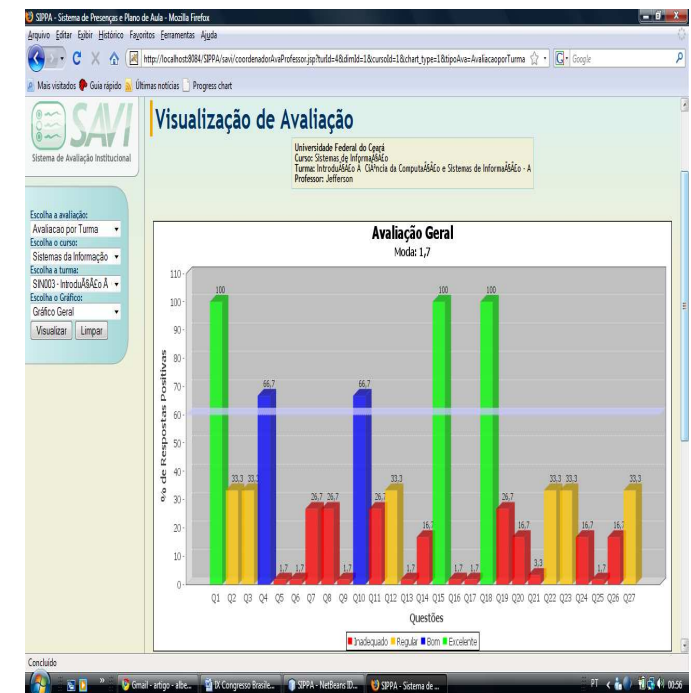 SIPPA - Sistema de Presenças e Plano de Aula - Mozilla Firefox
Arquivo Editar Exibir Histórico Favoritos Ferramentas Ajuda
http://localhost:8084/SIPPA/savi/coordenadorAvaProfessor.jsp?turId=4&dimId=1&cursoId=1&chart_type=1&tipoAva=AvaliacaoporTurma
Google
Mais visitados Guia rápido Últimas notícias Progress chart
SAVI
Sistema de Avaliação Institucional
Visualização de Avaliação
Universidade Federal do Ceará
Professor: Jefferson
Escolha a avaliação:
Avaliacao por Turma
Escolha o curso:
Sistemas da Informação
Escolha a turma:
SIN003 - IntroduÃ§Ã£o Ã
Escolha o Gráfico:
Gráfico Geral
Visualizar Limpar
Avaliação Geral
Moda: 1,7
% de Respostas Positivas
110
100
90
80
70
60
50
40
30
20
10
0
100 33,3 33,3 66,7 1,7 1,7 26,7 26,7 1,7 66,7 26,7 33,3 1,7 16,7 100 1,7 1,7 100 26,7 16,7 3,3 33,3 33,3 16,7 1,7 16,7 33,3
Q1 Q2 Q3 Q4 Q5 Q6 Q7 Q8 Q9 Q10 Q11 Q12 Q13 Q14 Q15 Q16 Q17 Q18 Q19 Q20 Q21 Q22 Q23 Q24 Q25 Q26 Q27
Questões
Inadequado Regular Bom Excelente
Concluído
Gmail - artigo - albe... IX Congresso Brasile... SIPPA - NetBeans ID... SIPPA - Sistema de ... PT 00:56